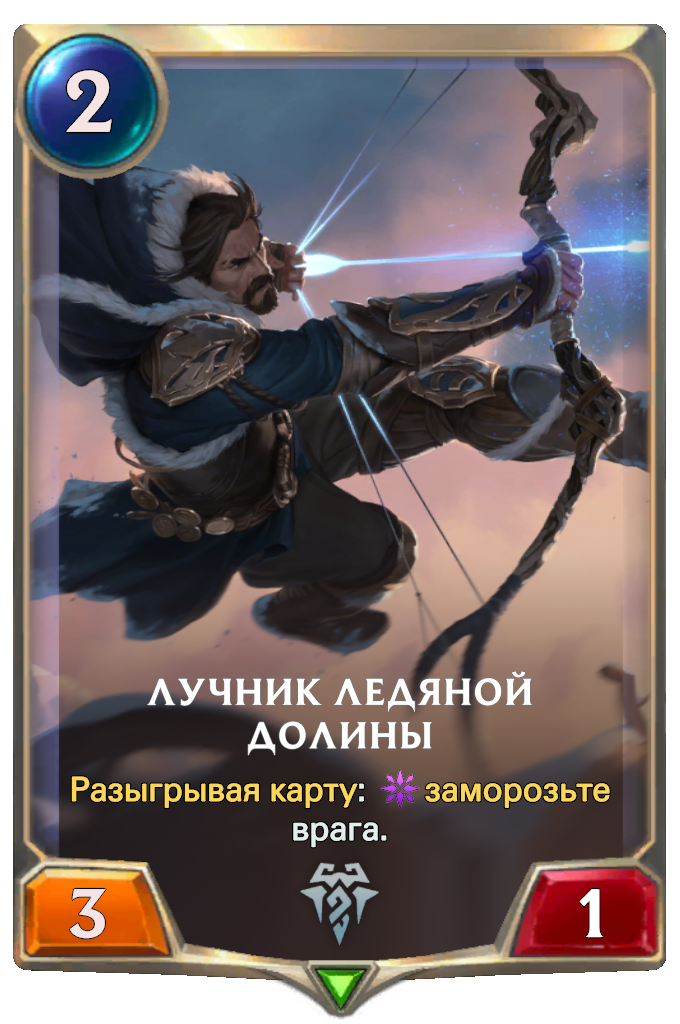 2
ЛУЧНИК ЛЕДЯНОЙ
ДОЛИНЫ
Разыгрывая карту: заморозьте
врага.
3
1